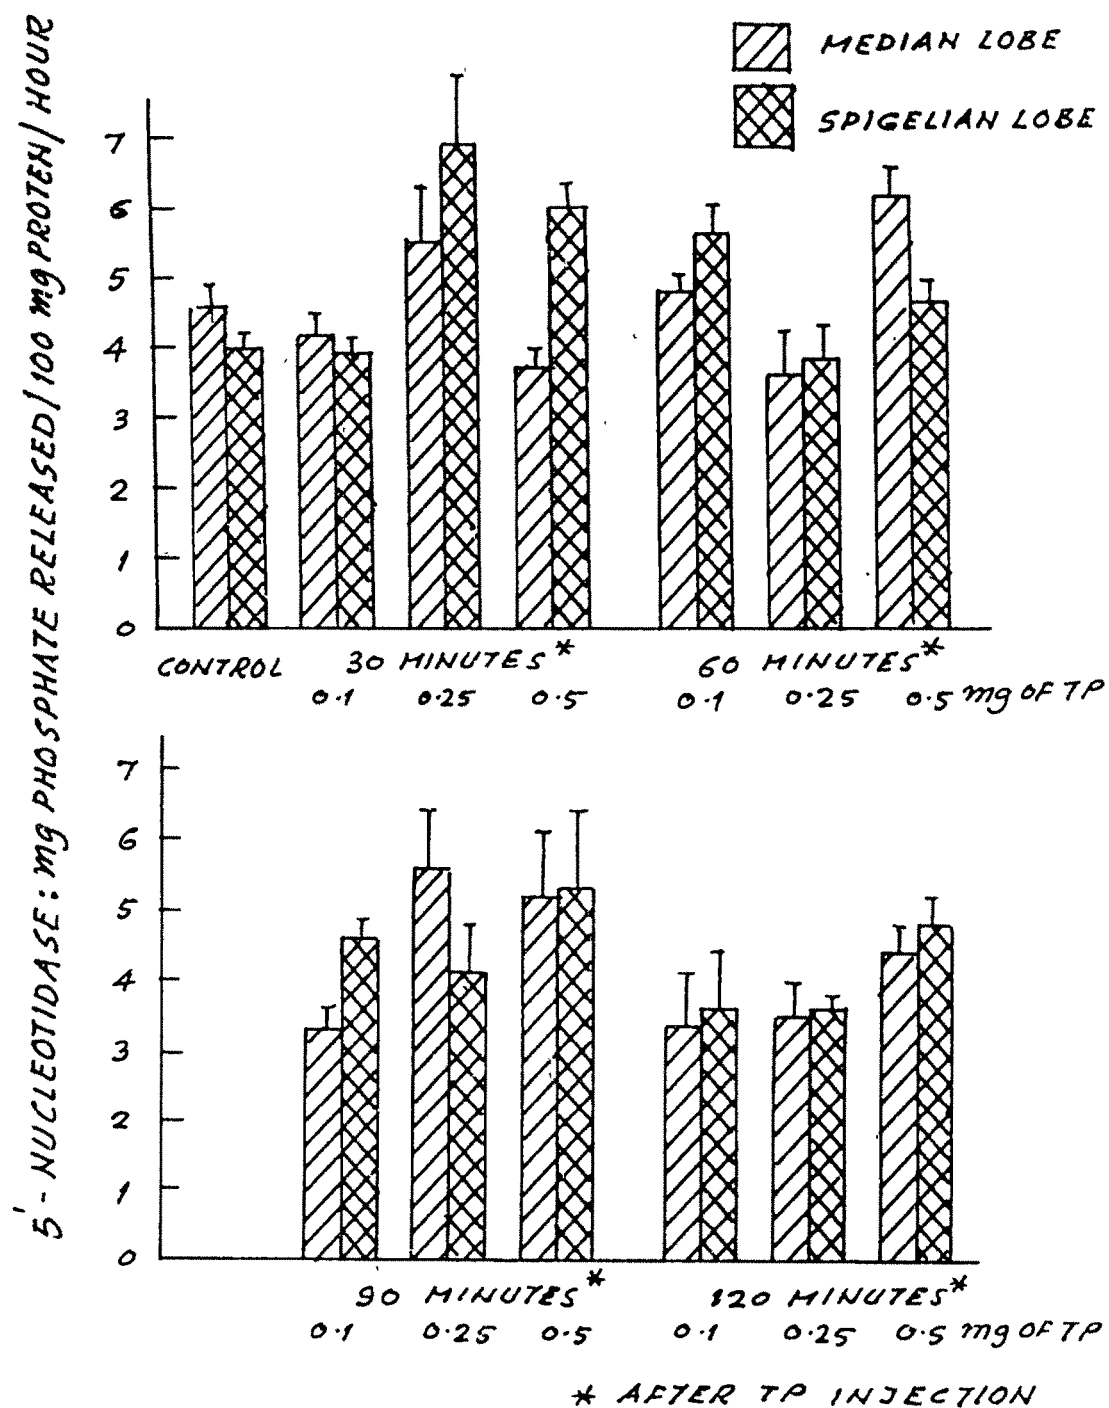 MEDIAN LOBE
SPIGELIAN LOBE
5'- NUCLEOTIDASE: mg PHOSPHATE RELEASED/100 mg PROTEN/HOUR
7
6
5
4
3
2
1
0
CONTROL 30 MINUTES* 60 MINUTES*
0.1 0.25 0.5 0.1 0.25 0.5 mg OF TP
7
6
5
4
3
2
1
0
90 MINUTES* 120 MINUTES*
0.1 0.25 0.5 0.1 0.25 0.5 mg OF TP
* AFTER TP INJECTION